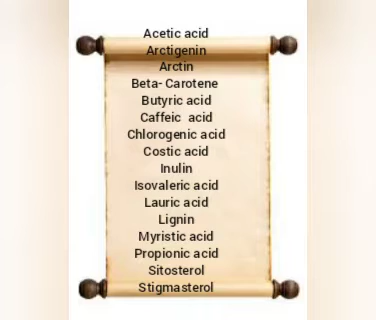 Acetic acid
Arctigenin
Arctin
Beta- Carotene
Butyric acid
Caffeic acid
Chlorogenic acid
Costic acid
Inulin
Isovaleric acid
Lauric acid
Lignin
Myristic acid
Propionic acid
Sitosterol
Stigmasterol